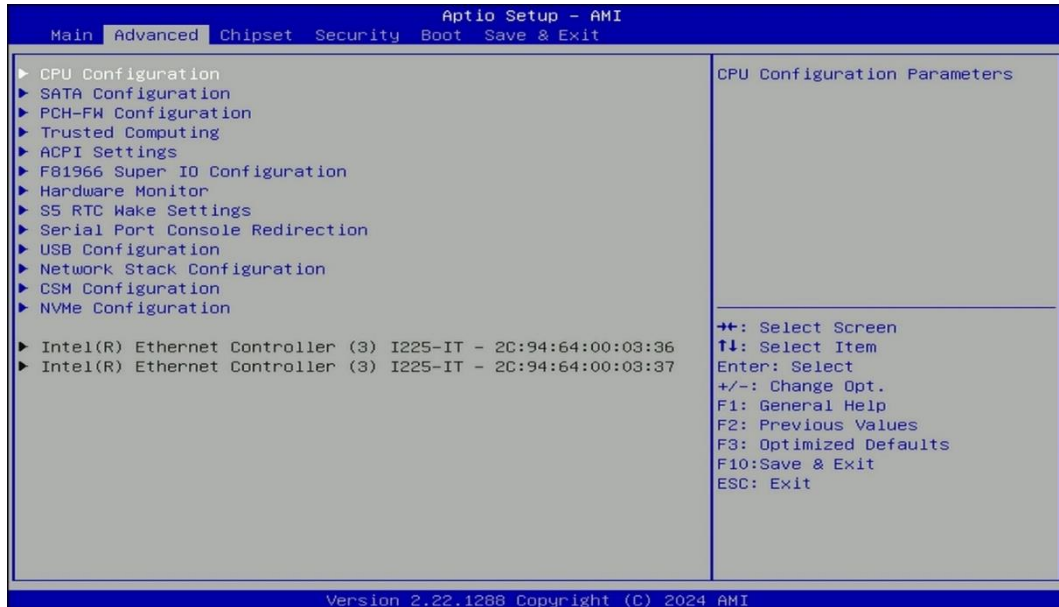 Aptio Setup – AMI
Main Advanced Chipset Security Boot Save & Exit
▶ CPU Configuration
▶ SATA Configuration
▶ PCH-FW Configuration
▶ Trusted Computing
▶ ACPI Settings
▶ F81966 Super IO Configuration
▶ Hardware Monitor
▶ S5 RTC Wake Settings
▶ Serial Port Console Redirection
▶ USB Configuration
▶ Network Stack Configuration
▶ CSM Configuration
▶ NVMe Configuration
▶ Intel(R) Ethernet Controller (3) I225-IT – 2C:94:64:00:03:36
▶ Intel(R) Ethernet Controller (3) I225-IT – 2C:94:64:00:03:37
CPU Configuration Parameters
→←: Select Screen
↑↓: Select Item
Enter: Select
+/-: Change Opt.
F1: General Help
F2: Previous Values
F3: Optimized Defaults
F10:Save & Exit
ESC: Exit
Version 2.22.1288 Copyright (C) 2024 AMI